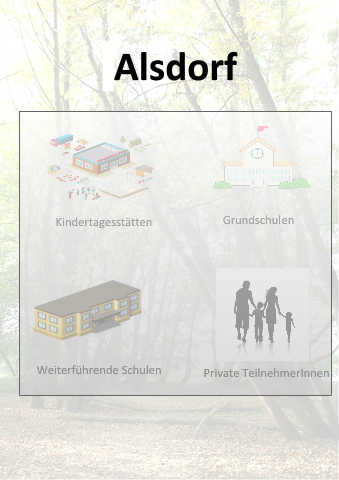 Alsdorf
Kindertagesstätten
Grundschulen
Weiterführende Schulen
Private TeilnehmerInnen